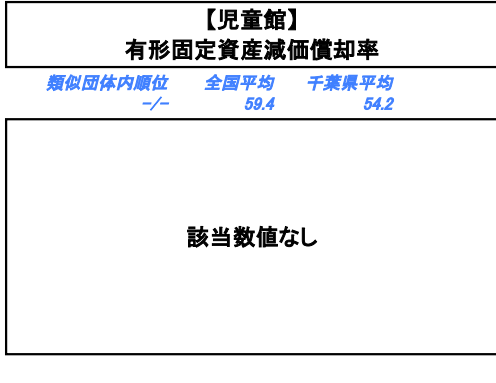 【児童館】
有形固定資産減価償却率
類似団体内順位 全国平均 千葉県平均
-/- 59.4 54.2
該当数値なし